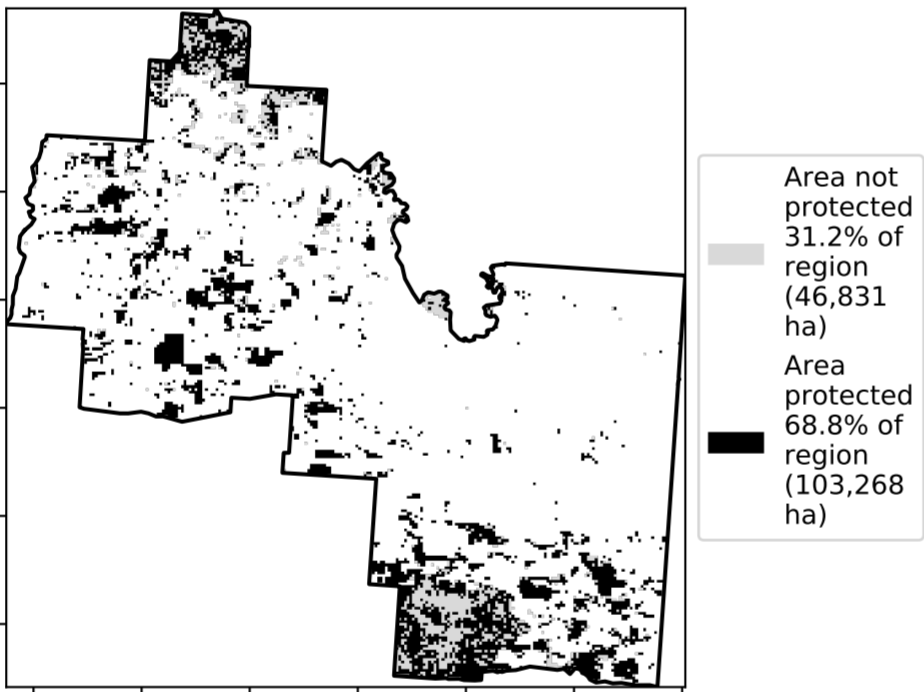 Area not
protected
31.2% of
region
(46,831
ha)
Area
protected
68.8% of
region
(103,268
ha)